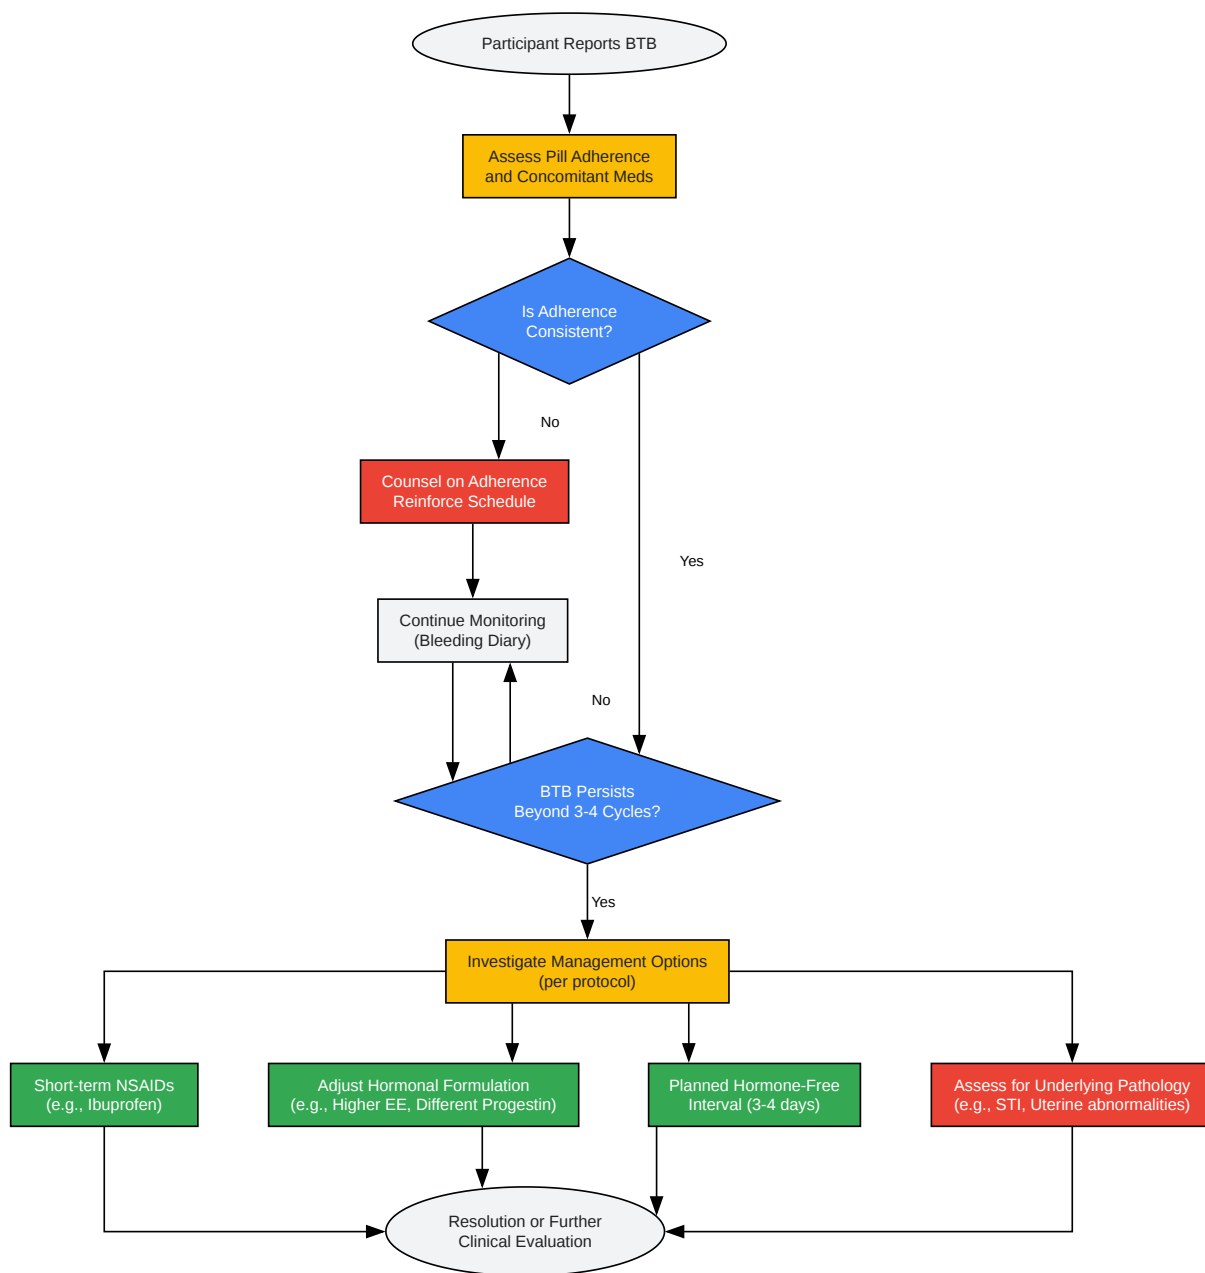 Participant Reports BTB
Assess Pill Adherence
and Concomitant Meds
Is Adherence
Consistent?
No
Counsel on Adherence
Reinforce Schedule
Yes
Continue Monitoring
(Bleeding Diary)
No
BTB Persists
Beyond 3-4 Cycles?
Yes
Investigate Management Options
(per protocol)
Short-term NSAIDs
(e.g., Ibuprofen)
Adjust Hormonal Formulation
(e.g., Higher EE, Different Progestin)
Planned Hormone-Free
Interval (3-4 days)
Assess for Underlying Pathology
(e.g., STI, Uterine abnormalities)
Resolution or Further
Clinical Evaluation